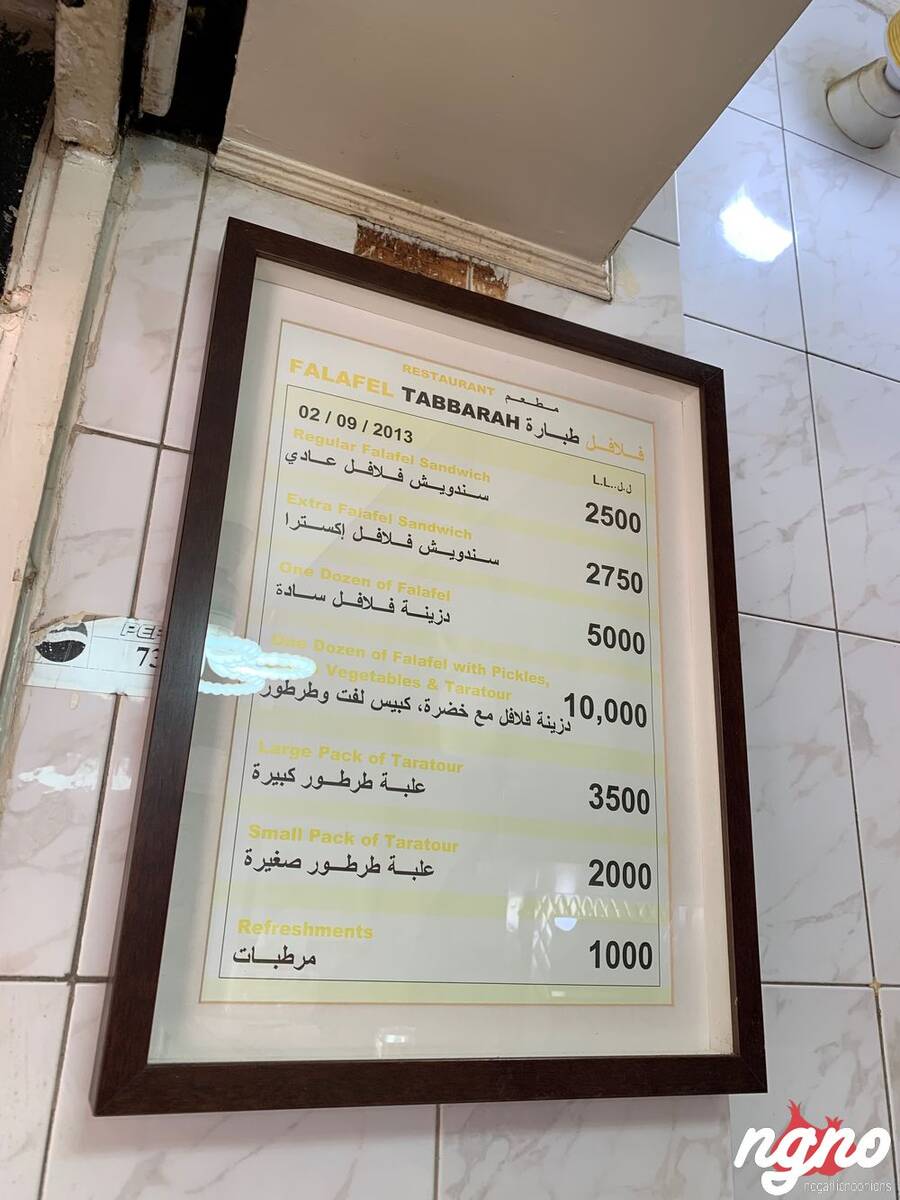 RESTAURANT مطعم
FALAFEL TABBARAH فلافل طبارة
02 / 09 / 2013
L.L. ل.ل.
Regular Falafel Sandwich
سندويش فلافل عادي
2500
Extra Falafel Sandwich
سندويش فلافل إكسترا
2750
One Dozen of Falafel
دزينة فلافل سادة
5000
One Dozen of Falafel with Pickles,
Vegetables & Taratour
دزينة فلافل مع خضرة، كبيس لفت وطرطور
10,000
Large Pack of Taratour
علبة طرطور كبيرة
3500
Small Pack of Taratour
علبة طرطور صغيرة
2000
Refreshments
مرطبات
1000
ngno
nogarlicnoonions